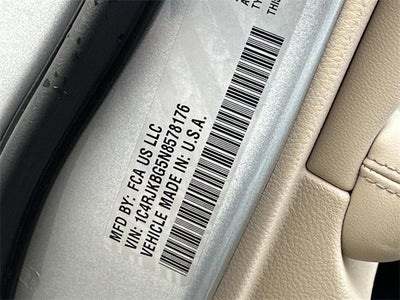 MFD BY: FCA US LLC
VIN: 1C4RJKBG5N8578176
VEHICLE MADE IN: U.S.A.